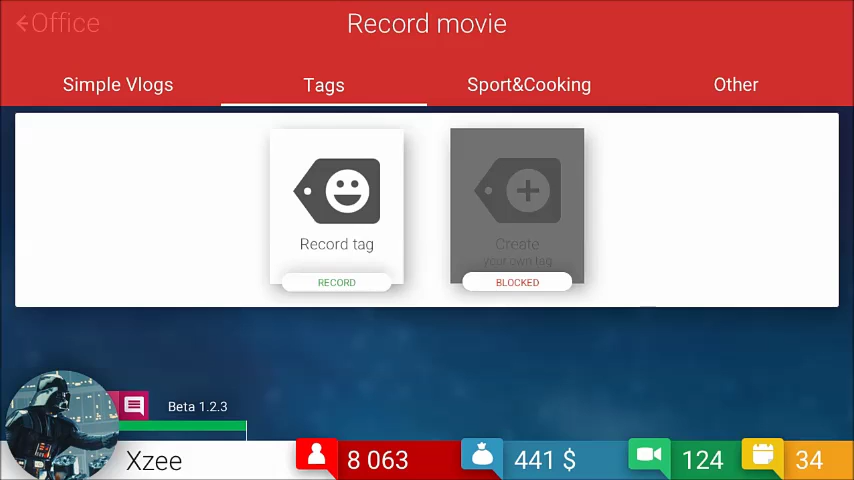 Office
Record movie
Simple Vlogs
Tags
Sport&Cooking
Other
Record tag
RECORD
Create
your own tag
BLOCKED
Beta 1.2.3
Xzee
8 063
441 $
124
34